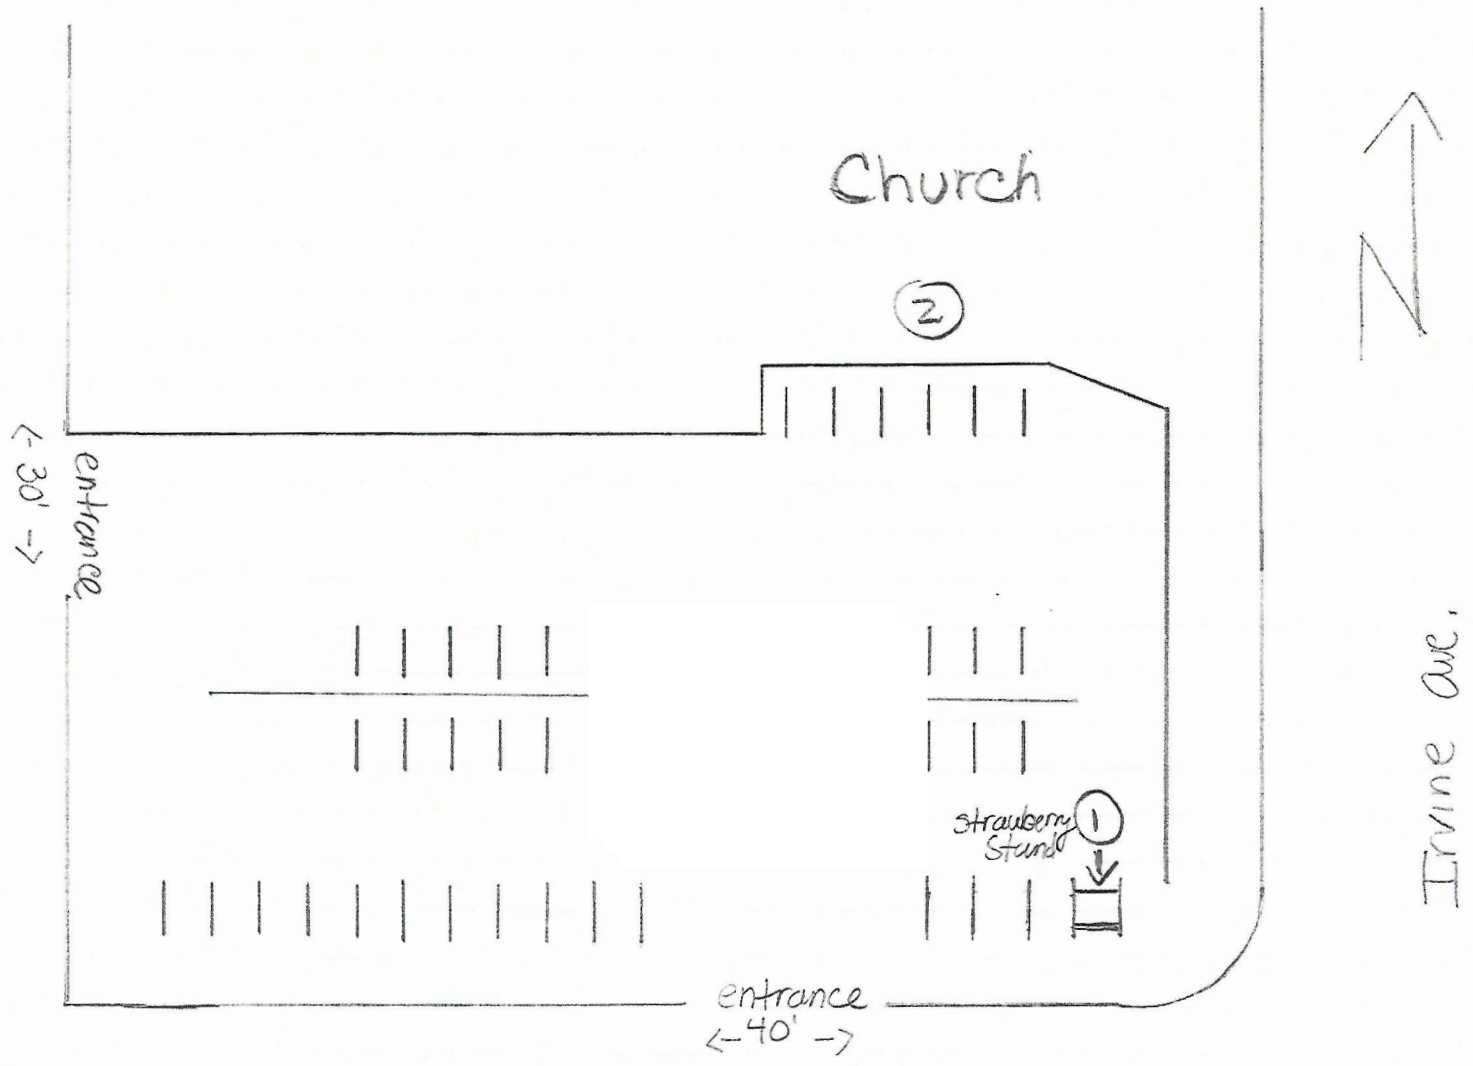 Church
2
N
entrance
← 30' →
Irvine ave.
1
strawberry
Stand
entrance
← 40' →